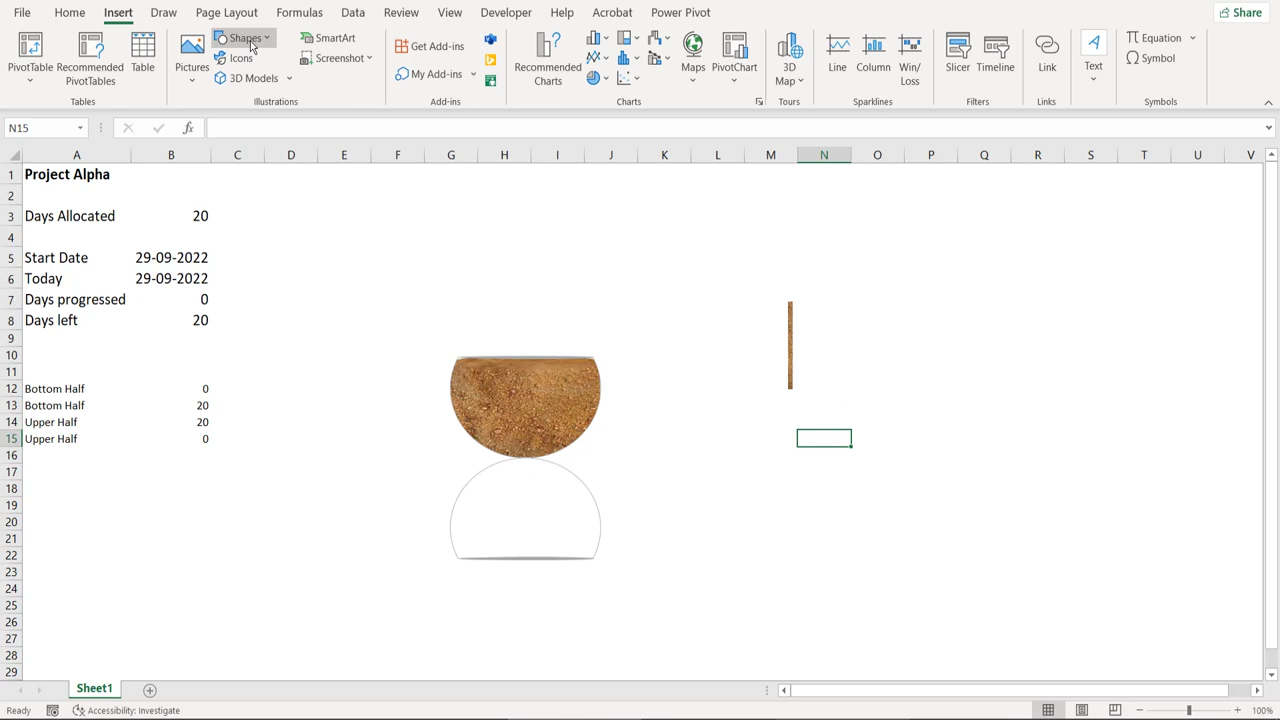 File Home Insert Draw Page Layout Formulas Data Review View Developer Help Acrobat Power Pivot Share
PivotTable Recommended PivotTables Table Tables
Pictures Shapes Icons 3D Models SmartArt Screenshot Illustrations
Get Add-ins My Add-ins Add-ins
Recommended Charts Maps PivotChart Charts
3D Map Tours
Line Column Win/Loss Sparklines
Slicer Timeline Filters
Link Links
A Text
Equation Symbol Symbols
N15 fx
A B C D E F G H I J K L M N O P Q R S T U V
1 Project Alpha
2
3 Days Allocated 20
4
5 Start Date 29-09-2022
6 Today 29-09-2022
7 Days progressed 0
8 Days left 20
9
10
11
12 Bottom Half 0
13 Bottom Half 20
14 Upper Half 20
15 Upper Half 0
16
17
18
19
20
21
22
23
24
25
26
27
28
29
Sheet1
Ready Accessibility: Investigate 100%